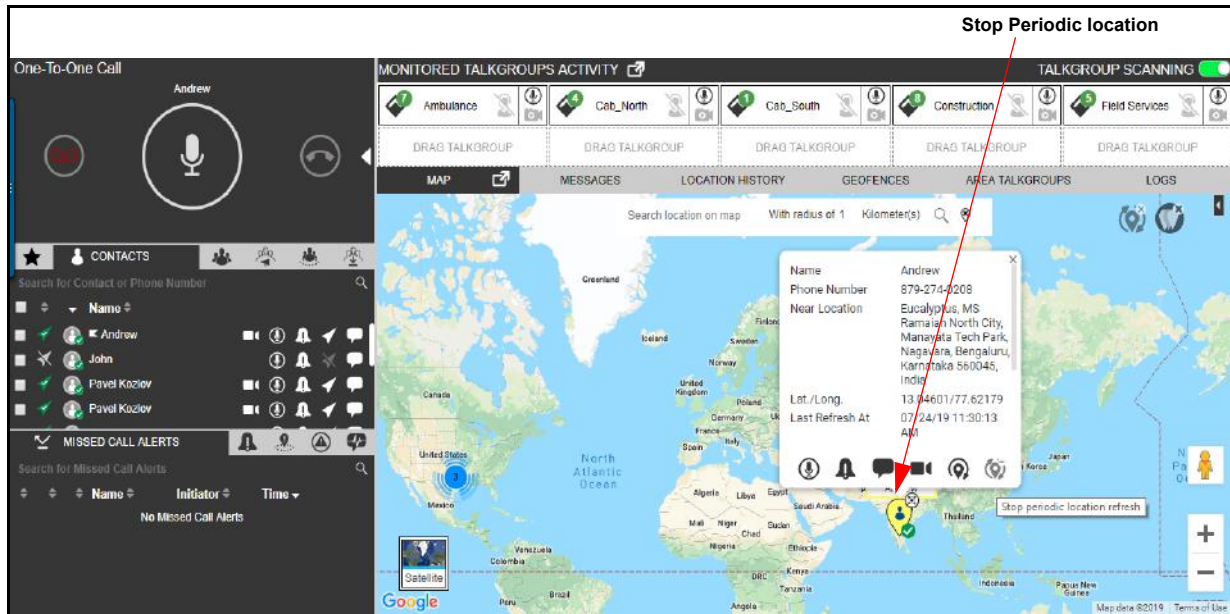 Stop Periodic location
One-To-One Call
Andrew
MONITORED TALKGROUPS ACTIVITY
TALKGROUP SCANNING
7 Ambulance
4 Cab_North
1 Cab_South
8 Construction
5 Field Services
DRAG TALKGROUP
DRAG TALKGROUP
DRAG TALKGROUP
DRAG TALKGROUP
DRAG TALKGROUP
MAP
MESSAGES
LOCATION HISTORY
GEOFENCES
AREA TALKGROUPS
LOGS
CONTACTS
Search for Contact or Phone Number
Name
Andrew
John
Pavel Kozlov
Pavel Kozlov
MISSED CALL ALERTS
Search for Missed Call Alerts
Name Initiator Time
No Missed Call Alerts
Search location on map With radius of 1 Kilometer(s)
Name Andrew
Phone Number 879-274-0208
Near Location Eucalyptus, MS
Ramaian North City,
Manayata Tech Park,
Nagavara, Bengaluru,
Karnataka 560045,
India
Lat./Long. 13.04601/77.62179
Last Refresh At 07/24/19 11:30:13
AM
Stop periodic location refresh
Greenland
Iceland
Sweden
Norway
United
Kingdom
Poland
Germany
France
Spain
Italy
Canada
United States
3
Mexico
North
Atlantic
Ocean
Algeria
Libya
Egypt
Saudi Arabia
Mali
Niger
Chad
Sudan
Nigeria
Ethiopia
Thailand
Japan
Venezuela
Colombia
DRC
Kenya
Tanzania
Indonesia
Papua New
Guinea
Peru
Brazil
Angola
Satellite
Google
Map data ©2019
Terms of Use